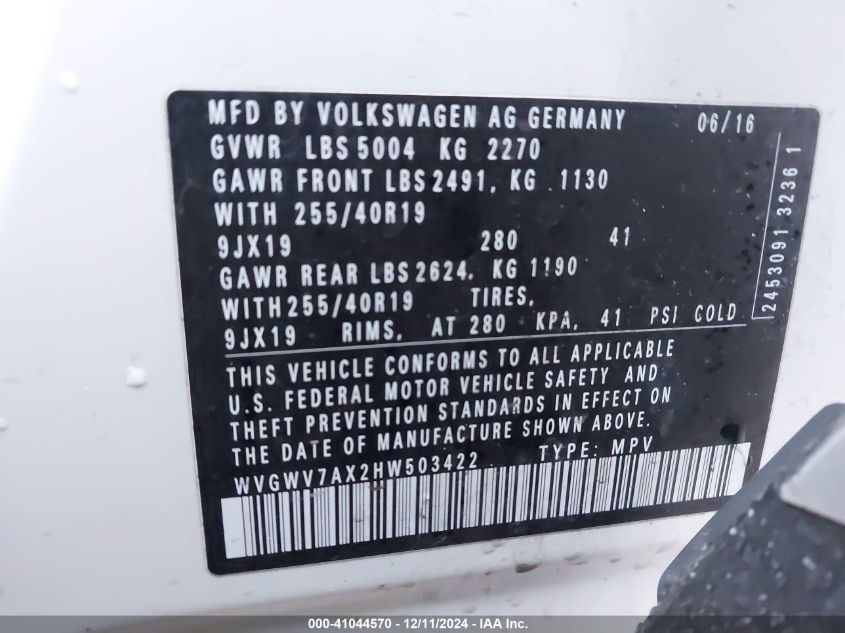 MFD BY VOLKSWAGEN AG GERMANY 06/16
GVWR LBS 5004 KG 2270
GAWR FRONT LBS 2491, KG 1130
WITH 255/40R19
9JX19 280 41
GAWR REAR LBS 2624, KG 1190
WITH 255/40R19 TIRES,
9JX19 RIMS, AT 280 KPA, 41 PSI COLD
THIS VEHICLE CONFORMS TO ALL APPLICABLE
U.S. FEDERAL MOTOR VEHICLE SAFETY AND
THEFT PREVENTION STANDARDS IN EFFECT ON
THE DATE OF MANUFACTURE SHOWN ABOVE.
WVGWV7AX2HW503422 TYPE: MPV
2453091 3236 1
000-41044570 - 12/11/2024 - IAA Inc.